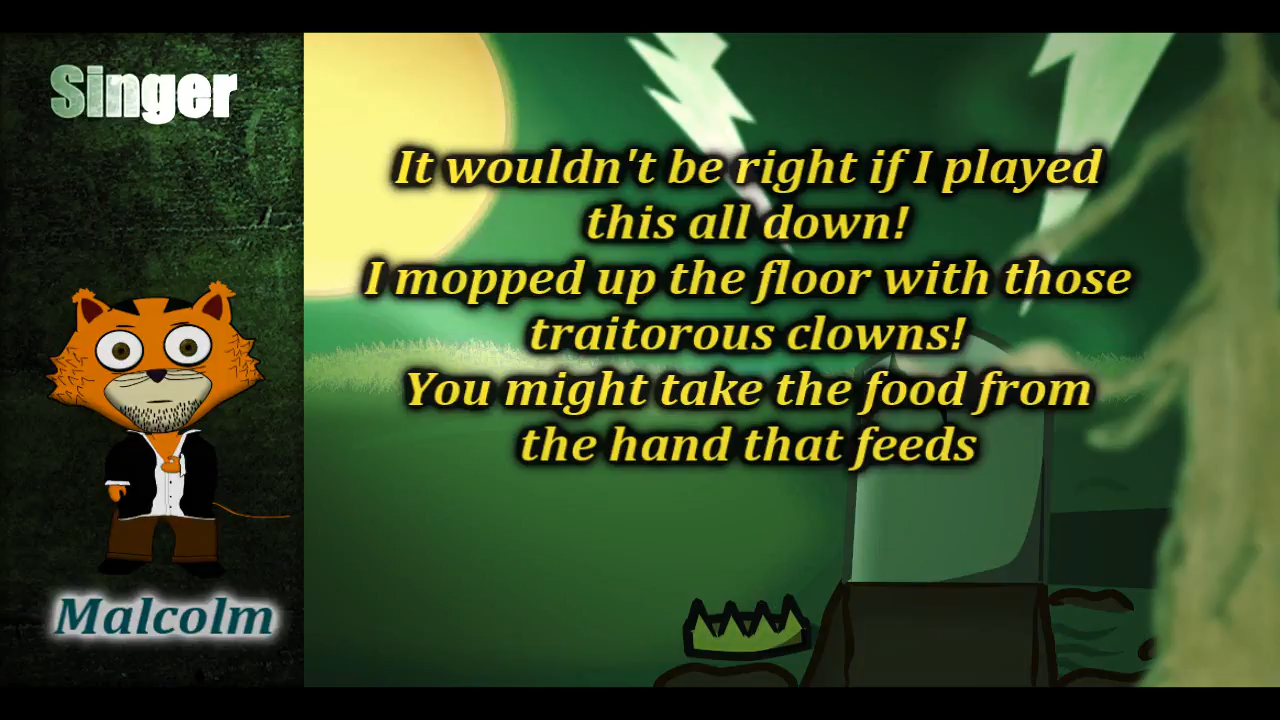 Singer
It wouldn't be right if I played
this all down!
I mopped up the floor with those
traitorous clowns!
You might take the food from
the hand that feeds
Malcolm